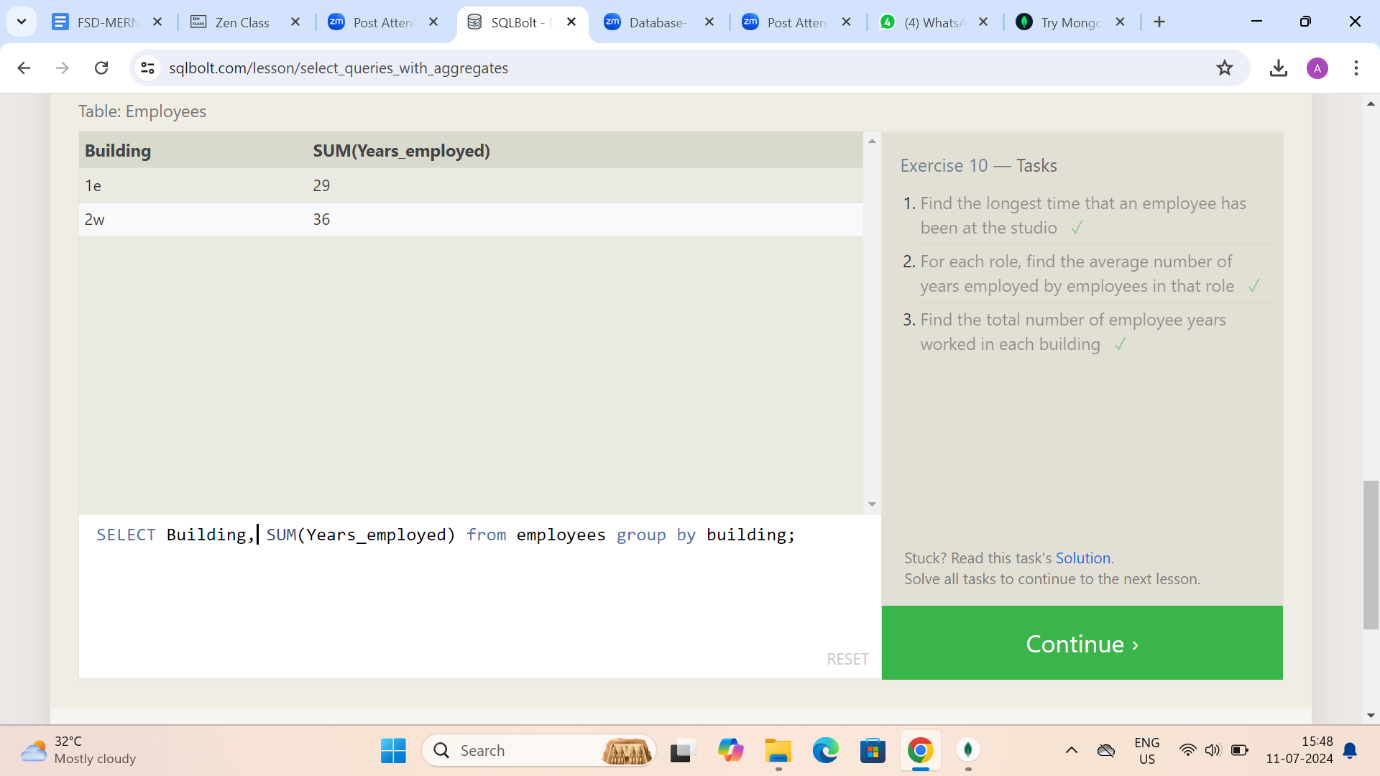 FSD-MERN
Zen Class
Post Atten
SQLBolt -
Database-
Post Atten
(4) WhatsA
Try Mongo
sqlbolt.com/lesson/select_queries_with_aggregates
A
Table: Employees
Building SUM(Years_employed)
1e 29
2w 36
SELECT Building, SUM(Years_employed) from employees group by building;
RESET
Exercise 10 — Tasks
1. Find the longest time that an employee has
been at the studio ✓
2. For each role, find the average number of
years employed by employees in that role ✓
3. Find the total number of employee years
worked in each building ✓
Stuck? Read this task's Solution.
Solve all tasks to continue to the next lesson.
Continue ›
32°C
Mostly cloudy
Search
ENG
US
15:48
11-07-2024